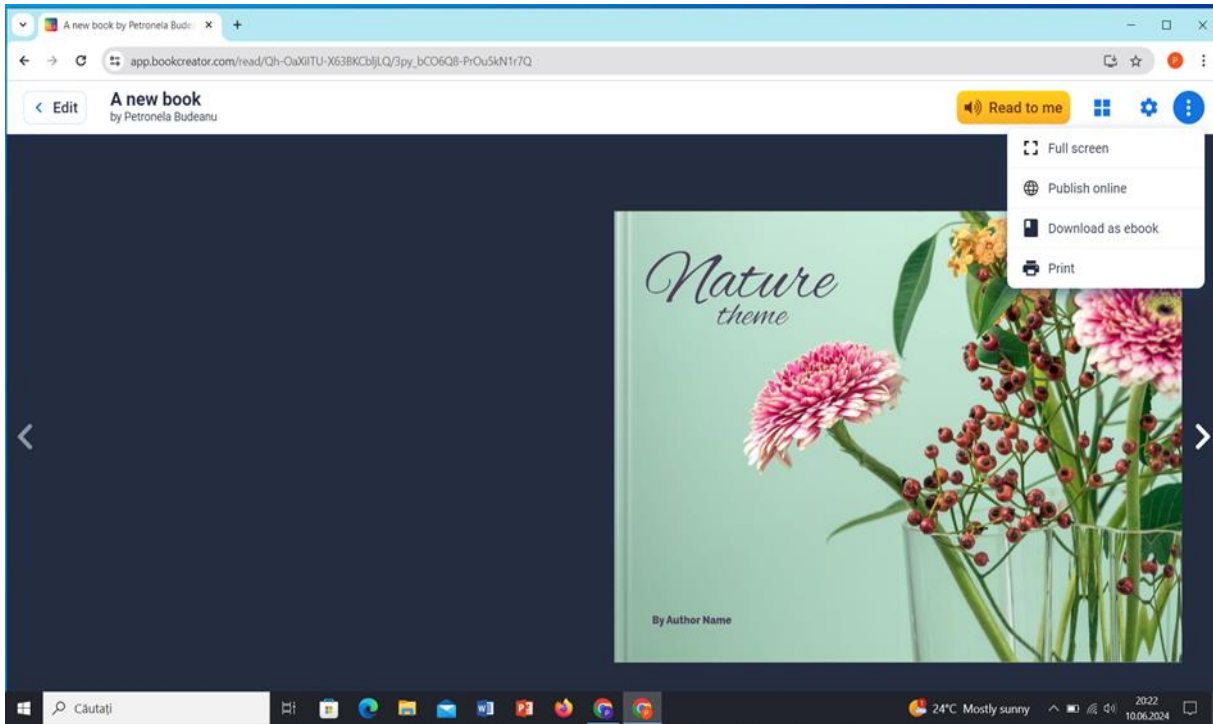 A new book by Petronela Bude
app.bookcreator.com/read/Qh-OaXiITU-X63BKCbljLQ/3py_bCO6Q8-PrOu5kN1r7Q
P
Edit
A new book
by Petronela Budeanu
Read to me
Full screen
Publish online
Download as ebook
Print
Nature
theme
By Author Name
Căutați
24°C Mostly sunny
20:22
10.06.2024